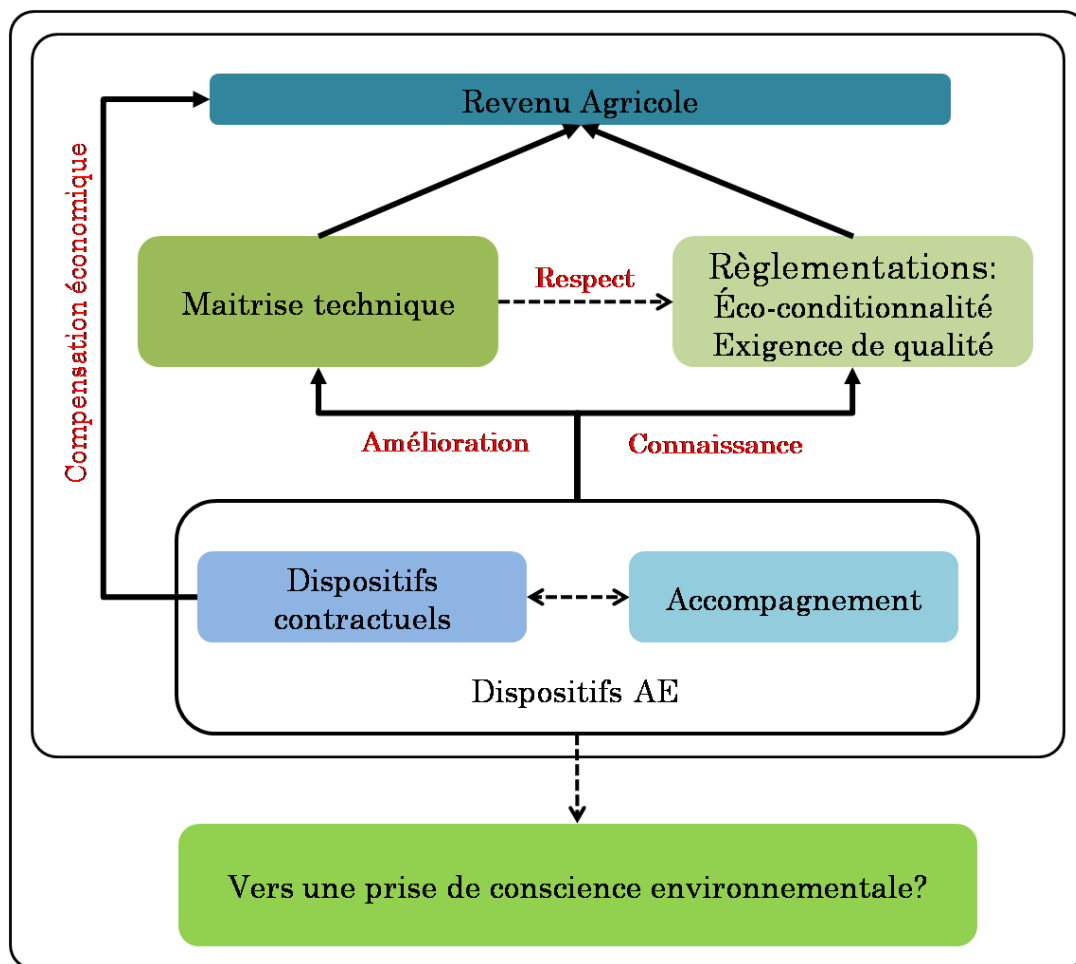 Revenu Agricole
Compensation économique
Maitrise technique
Respect
Règlementations:
Éco-conditionnalité
Exigence de qualité
Amélioration
Connaissance
Dispositifs
contractuels
Accompagnement
Dispositifs AE
Vers une prise de conscience environnementale?